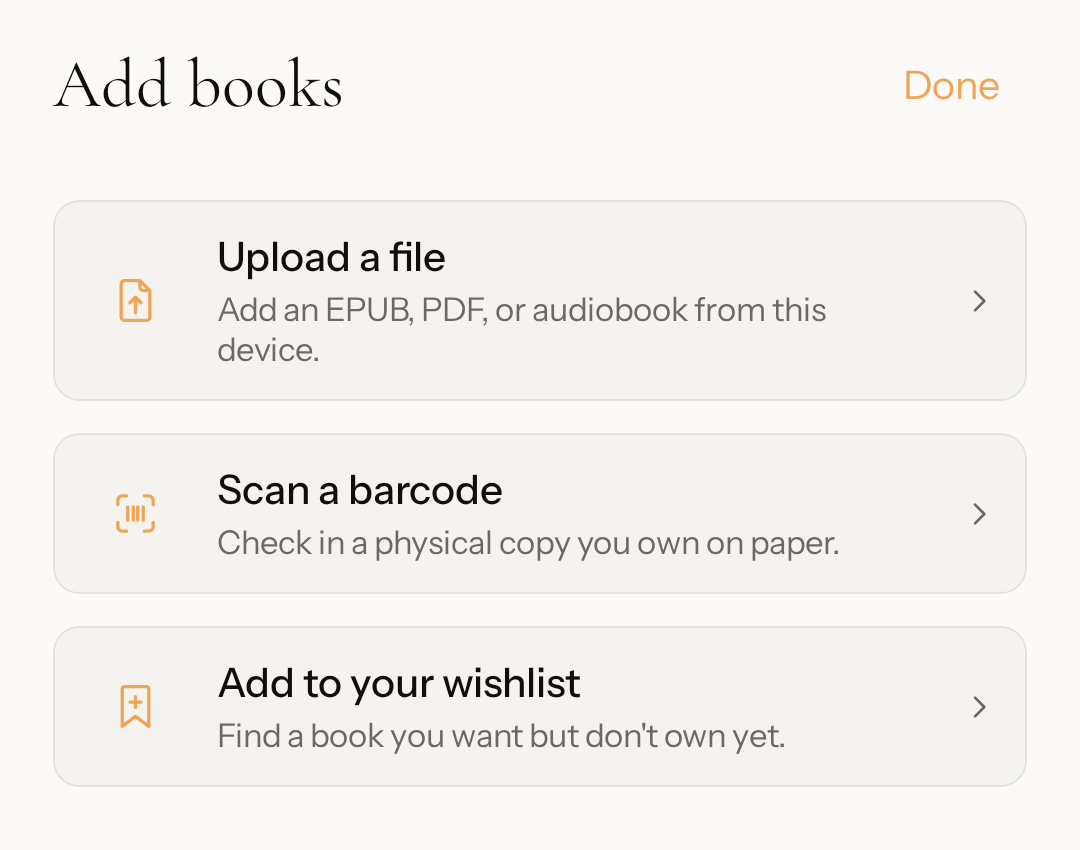 Add books
Done
Upload a file
Add an EPUB, PDF, or audiobook from this
device.
Scan a barcode
Check in a physical copy you own on paper.
Add to your wishlist
Find a book you want but don't own yet.